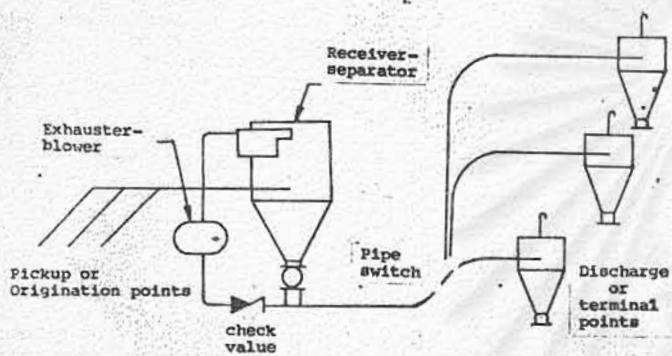 Receiver-
separator
Exhauster-
blower
Pickup or
Origination points
check
value
Pipe
switch
Discharge
or
terminal
points